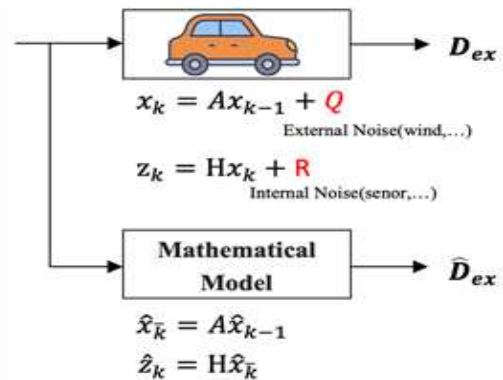 D_ex
x_k = Ax_{k-1} + Q
External Noise(wind,...)
z_k = Hx_k + R
Internal Noise(senor,...)
Mathematical
Model
D̂_ex
x̂_k̄ = Ax̂_{k-1}
ẑ_k = Hx̂_k̄